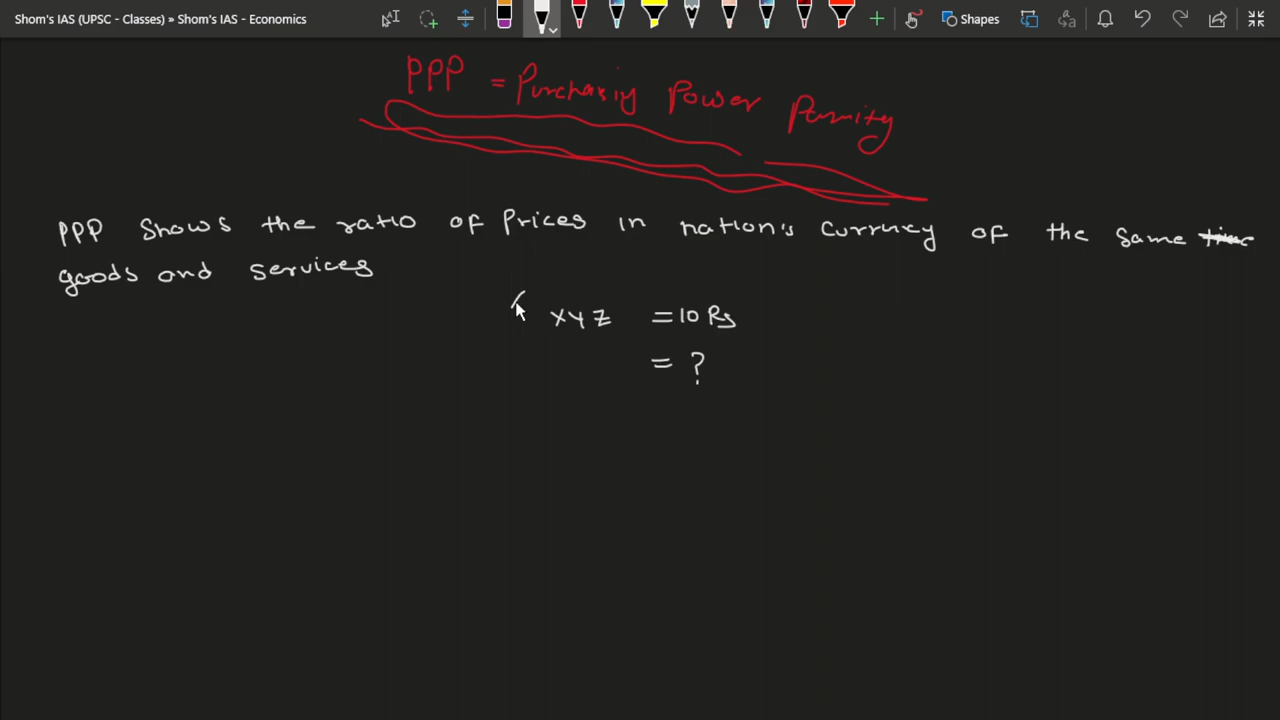 Shom's IAS (UPSC - Classes) » Shom's IAS - Economics
Shapes
PPP = Purchasing Power Parity
PPP Shows the ratio of Prices in nation's currency of the same
goods and services
XYZ = 10 Rs
= ?